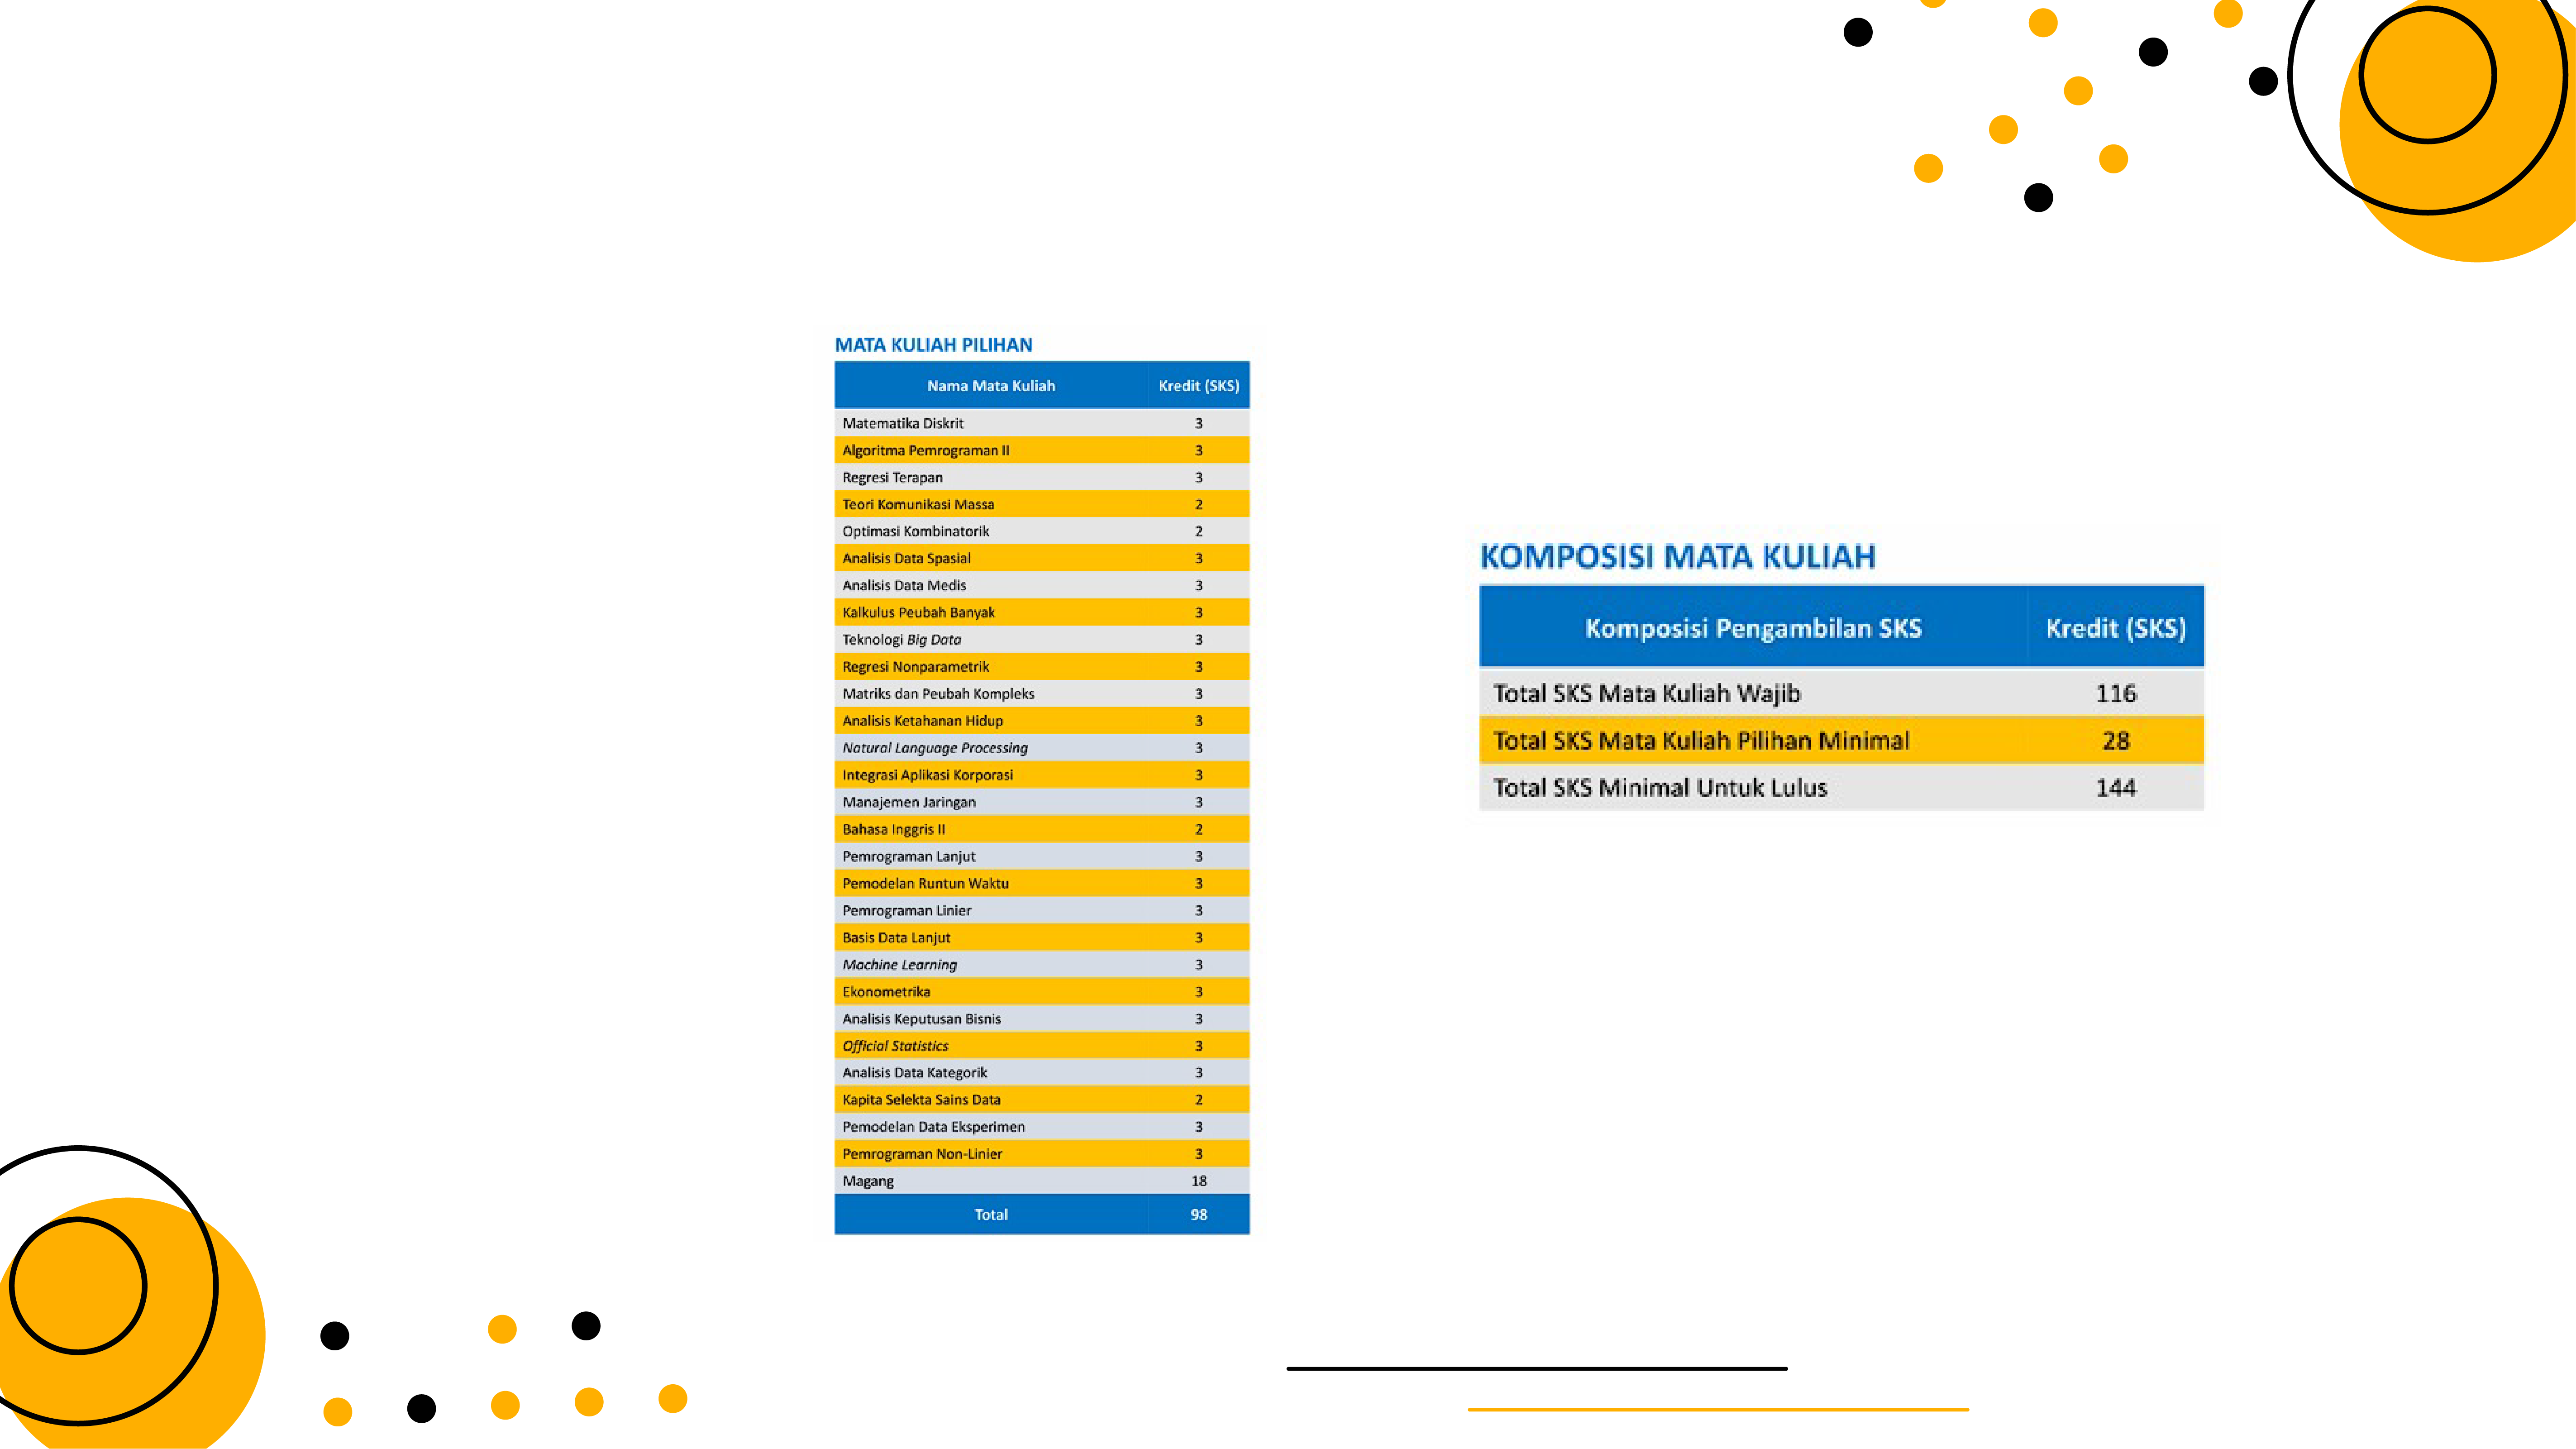 MATA KULIAH PILIHAN
Nama Mata Kuliah Kredit (SKS)
Matematika Diskrit 3
Algoritma Pemrograman II 3
Regresi Terapan 3
Teori Komunikasi Massa 2
Optimasi Kombinatorik 2
Analisis Data Spasial 3
Analisis Data Medis 3
Kalkulus Peubah Banyak 3
Teknologi Big Data 3
Regresi Nonparametrik 3
Matriks dan Peubah Kompleks 3
Analisis Ketahanan Hidup 3
Natural Language Processing 3
Integrasi Aplikasi Korporasi 3
Manajemen Jaringan 3
Bahasa Inggris II 2
Pemrograman Lanjut 3
Pemodelan Runtun Waktu 3
Pemrograman Linier 3
Basis Data Lanjut 3
Machine Learning 3
Ekonometrika 3
Analisis Keputusan Bisnis 3
Official Statistics 3
Analisis Data Kategorik 3
Kapita Selekta Sains Data 2
Pemodelan Data Eksperimen 3
Pemrograman Non-Linier 3
Magang 18
Total 98
KOMPOSISI MATA KULIAH
Komposisi Pengambilan SKS Kredit (SKS)
Total SKS Mata Kuliah Wajib 116
Total SKS Mata Kuliah Pilihan Minimal 28
Total SKS Minimal Untuk Lulus 144